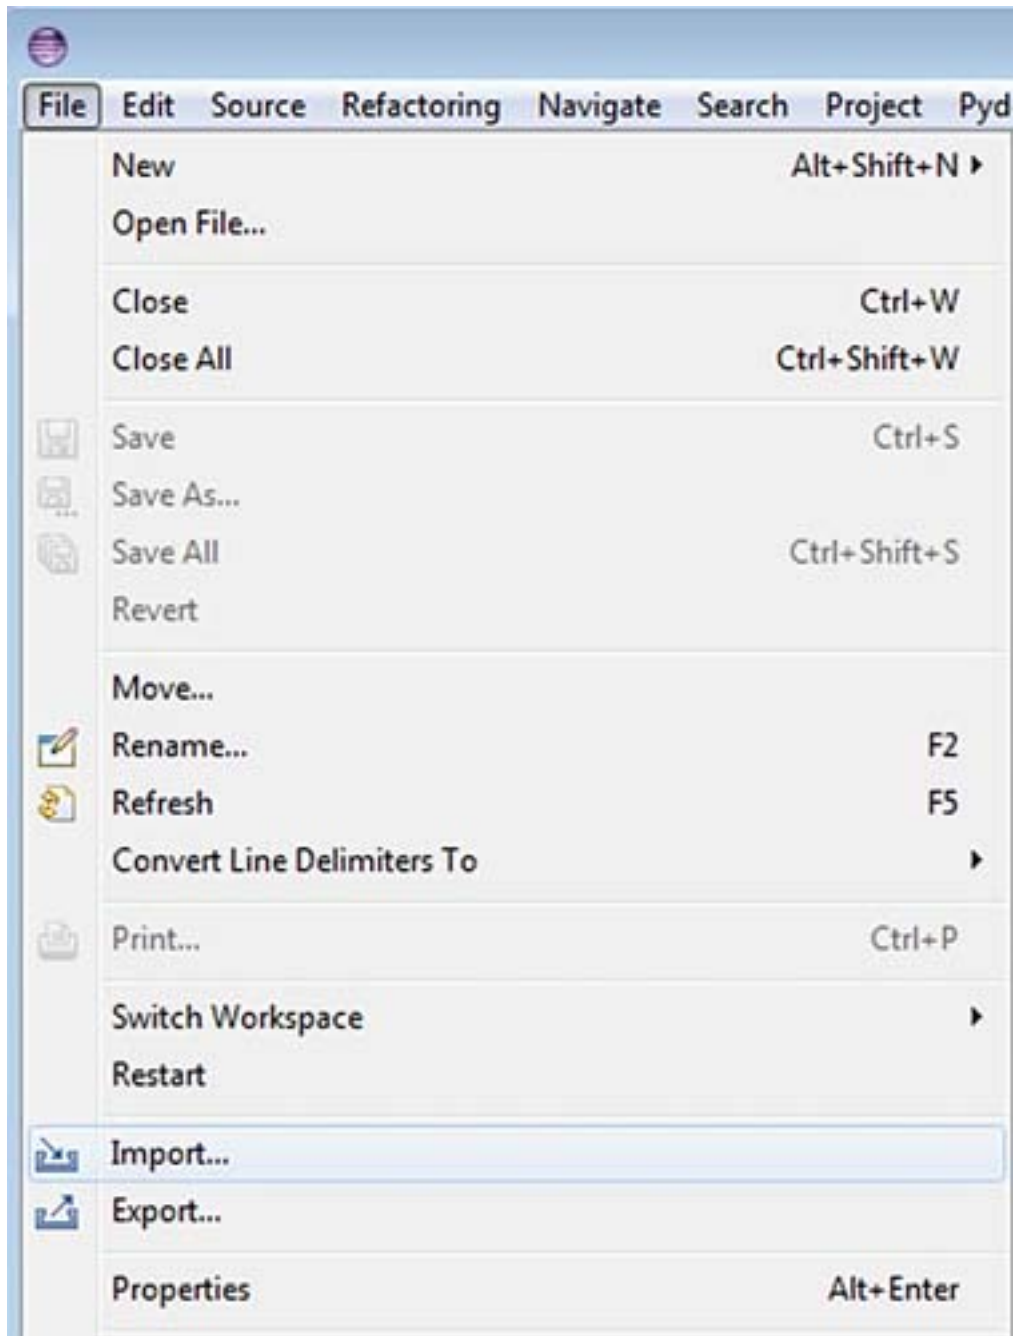 File Edit Source Refactoring Navigate Search Project Pyd
New Alt+Shift+N
Open File...
Close Ctrl+W
Close All Ctrl+Shift+W
Save Ctrl+S
Save As...
Save All Ctrl+Shift+S
Revert
Move...
Rename... F2
Refresh F5
Convert Line Delimiters To
Print... Ctrl+P
Switch Workspace
Restart
Import...
Export...
Properties Alt+Enter